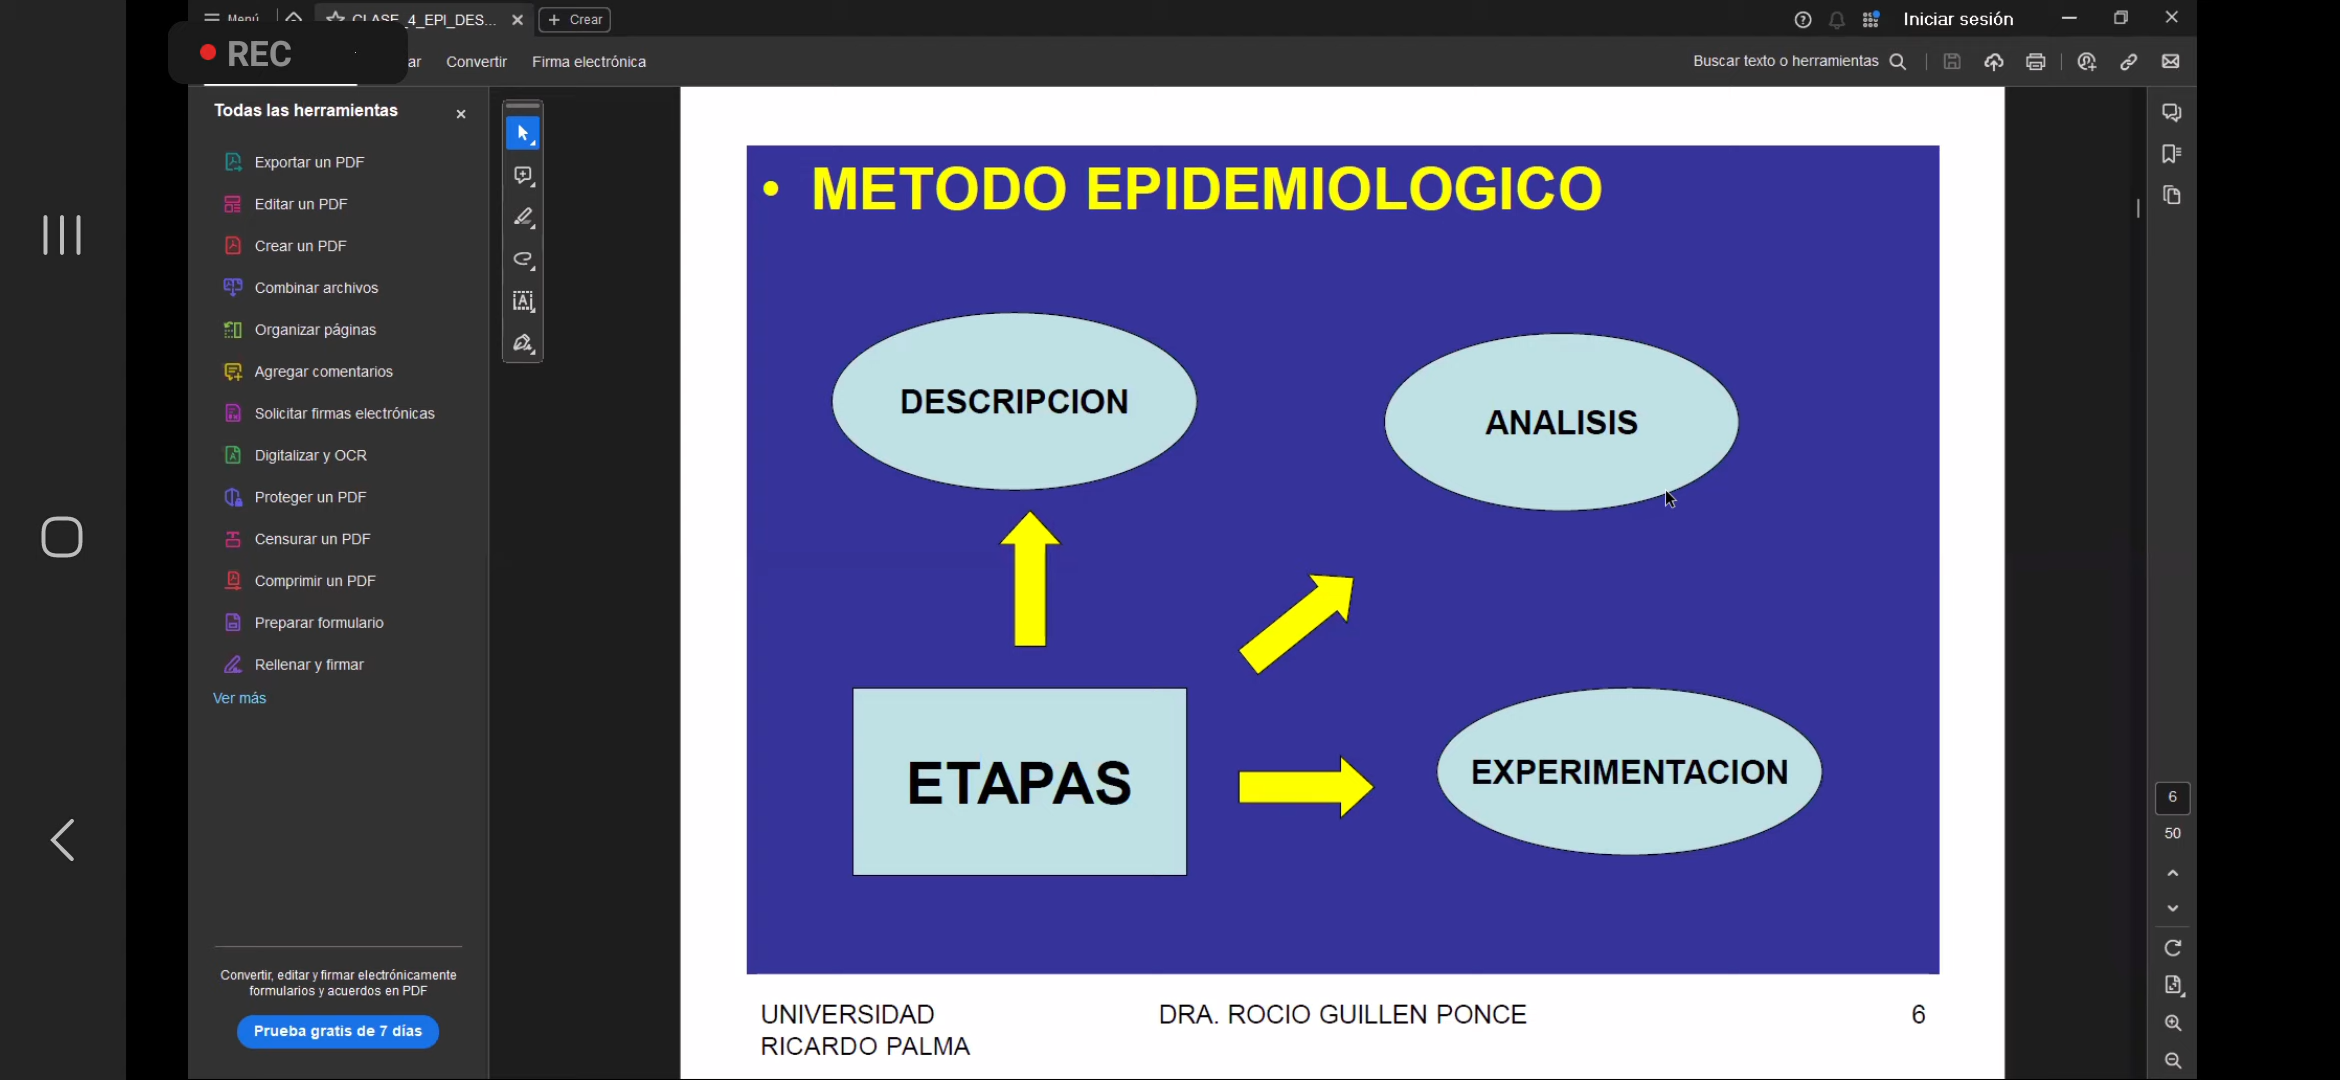 Menú
CLASE_4_EPI_DES...
Crear
Iniciar sesión
REC
ar
Convertir
Firma electrónica
Buscar texto o herramientas
Todas las herramientas
Exportar un PDF
Editar un PDF
Crear un PDF
Combinar archivos
Organizar páginas
Agregar comentarios
Solicitar firmas electrónicas
Digitalizar y OCR
Proteger un PDF
Censurar un PDF
Comprimir un PDF
Preparar formulario
Rellenar y firmar
Ver más
Convertir, editar y firmar electrónicamente
formularios y acuerdos en PDF
Prueba gratis de 7 días
• METODO EPIDEMIOLOGICO
DESCRIPCION
ANALISIS
ETAPAS
EXPERIMENTACION
UNIVERSIDAD
RICARDO PALMA
DRA. ROCIO GUILLEN PONCE
6
6
50